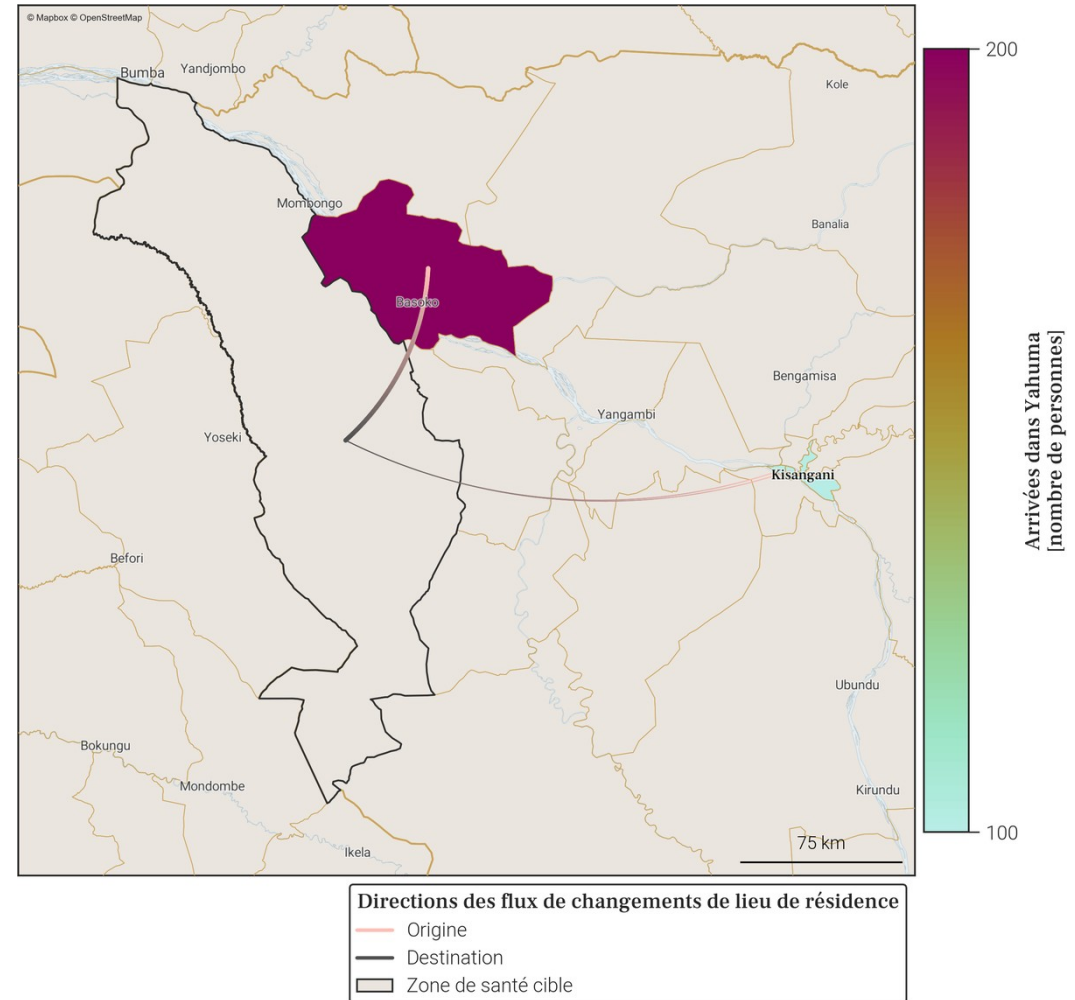 © Mapbox © OpenStreetMap
Bumba
Yandjombo
Kole
Mombongo
Banalia
Basoko
Bengamisa
Yangambi
Yoseki
Kisangani
Befori
Ubundu
Bokungu
Mondombe
Kirundu
Ikela
75 km
200
100
Arrivées dans Yahuma
[nombre de personnes]
Directions des flux de changements de lieu de résidence
Origine
Destination
Zone de santé cible